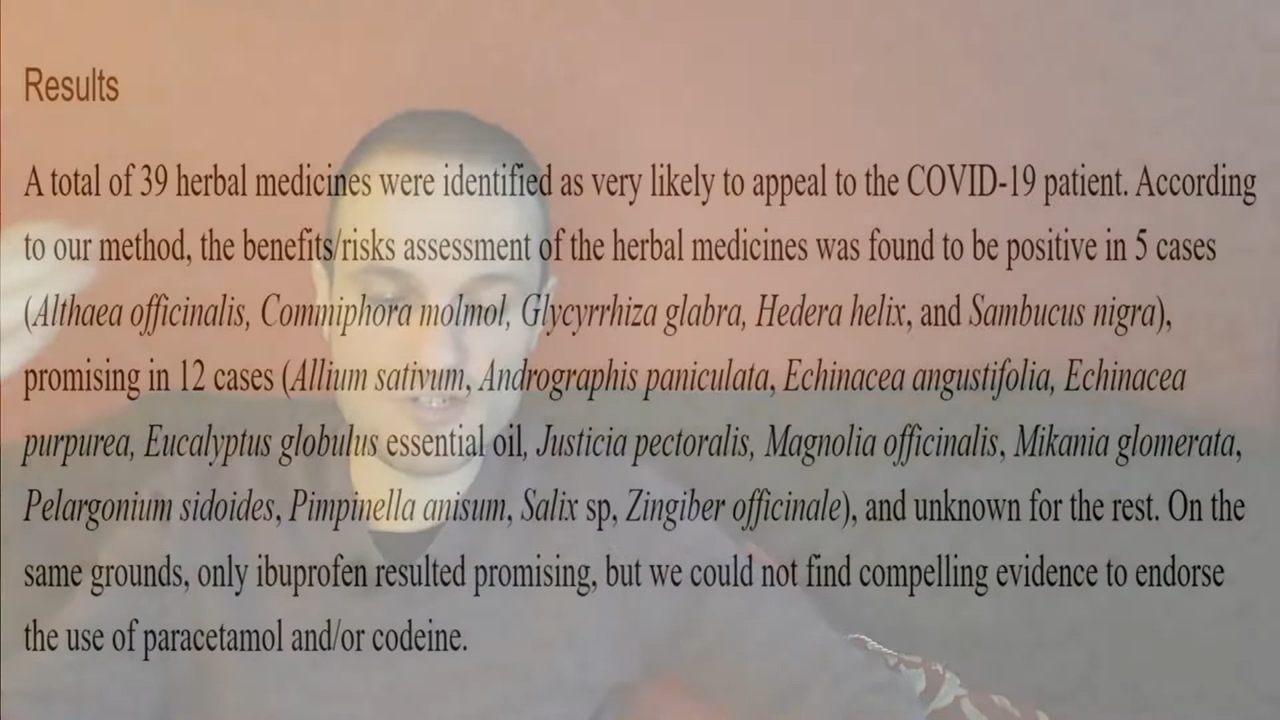 Results
A total of 39 herbal medicines were identified as very likely to appeal to the COVID-19 patient. According
to our method, the benefits/risks assessment of the herbal medicines was found to be positive in 5 cases
(Althaea officinalis, Commiphora molmol, Glycyrrhiza glabra, Hedera helix, and Sambucus nigra),
promising in 12 cases (Allium sativum, Andrographis paniculata, Echinacea angustifolia, Echinacea
purpurea, Eucalyptus globulus essential oil, Justicia pectoralis, Magnolia officinalis, Mikania glomerata,
Pelargonium sidoides, Pimpinella anisum, Salix sp, Zingiber officinale), and unknown for the rest. On the
same grounds, only ibuprofen resulted promising, but we could not find compelling evidence to endorse
the use of paracetamol and/or codeine.